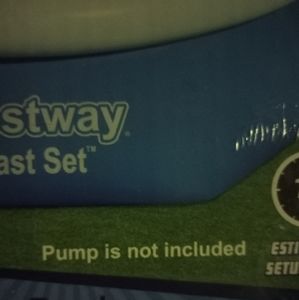 stway®
ast Set™
Pump is not included
ESTI
SETU